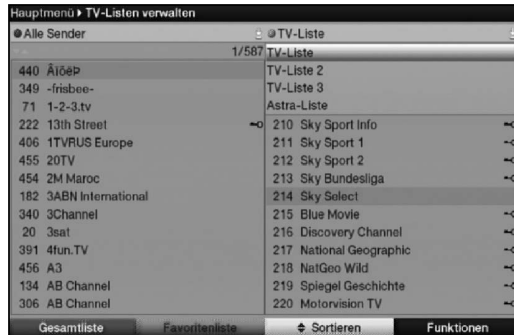 Hauptmenü ▸ TV-Listen verwalten
Alle Sender
1/587
440 Âïöëþ
349 -frisbee-
71 1-2-3.tv
222 13th Street
406 1TVRUS Europe
455 20TV
454 2M Maroc
182 3ABN International
340 3Channel
20 3sat
391 4fun.TV
456 A3
134 AB Channel
306 AB Channel
TV-Liste
TV-Liste
TV-Liste 2
TV-Liste 3
Astra-Liste
210 Sky Sport Info
211 Sky Sport 1
212 Sky Sport 2
213 Sky Bundesliga
214 Sky Select
215 Blue Movie
216 Discovery Channel
217 National Geographic
218 NatGeo Wild
219 Spiegel Geschichte
220 Motorvision TV
Gesamtliste
Favoritenliste
Sortieren
Funktionen